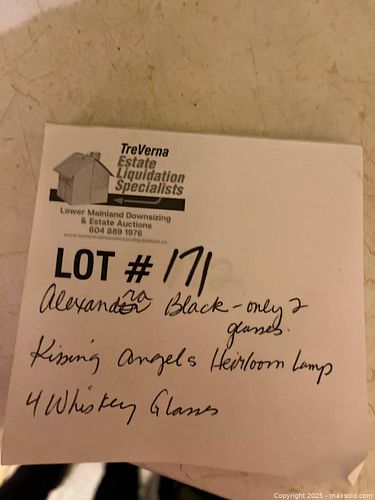 TreVerna
Estate
Liquidation
Specialists
Lower Mainland Downsizing
& Estate Auctions
604 889 1976
LOT # 171
Alexandra Black - only 2
glasses.
Kissing Angels Heirloom Lamp
4 Whiskey Glasses
Copyright 2025 - maxsold.com